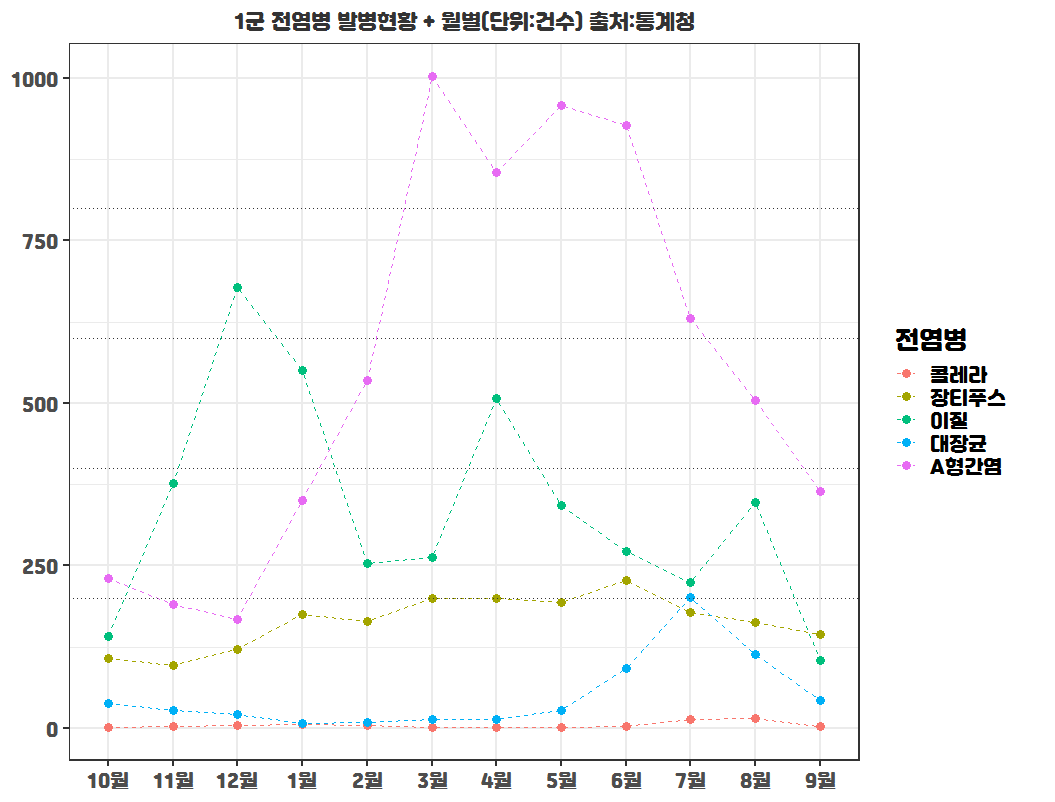 1군 전염병 발병현황 + 월별(단위:건수) 출처:통계청
1000
750
500
250
0
10월 11월 12월 1월 2월 3월 4월 5월 6월 7월 8월 9월
전염병
콜레라
장티푸스
이질
대장균
A형간염